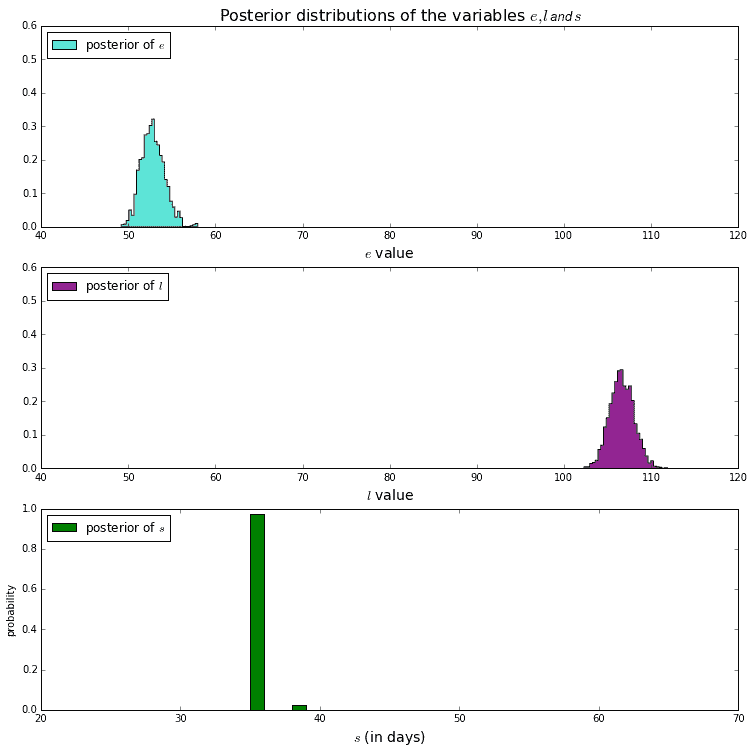 Posterior distributions of the variables e,l and s
0.6
posterior of e
0.5
0.4
0.3
0.2
0.1
0.0
40 50 60 70 80 90 100 110 120
e value
0.6
posterior of l
0.5
0.4
0.3
0.2
0.1
0.0
40 50 60 70 80 90 100 110 120
l value
1.0
posterior of s
0.8
0.6
probability
0.4
0.2
0.0
20 30 40 50 60 70
s (in days)